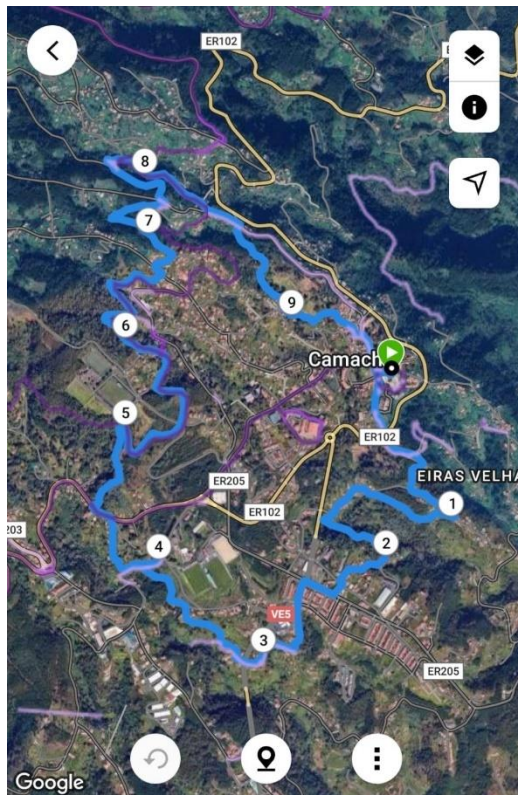 ER102
8
7
9
6
Camach
5
ER102
EIRAS VELHA
ER205
1
ER102
203
2
4
VE5
3
ER205
Google